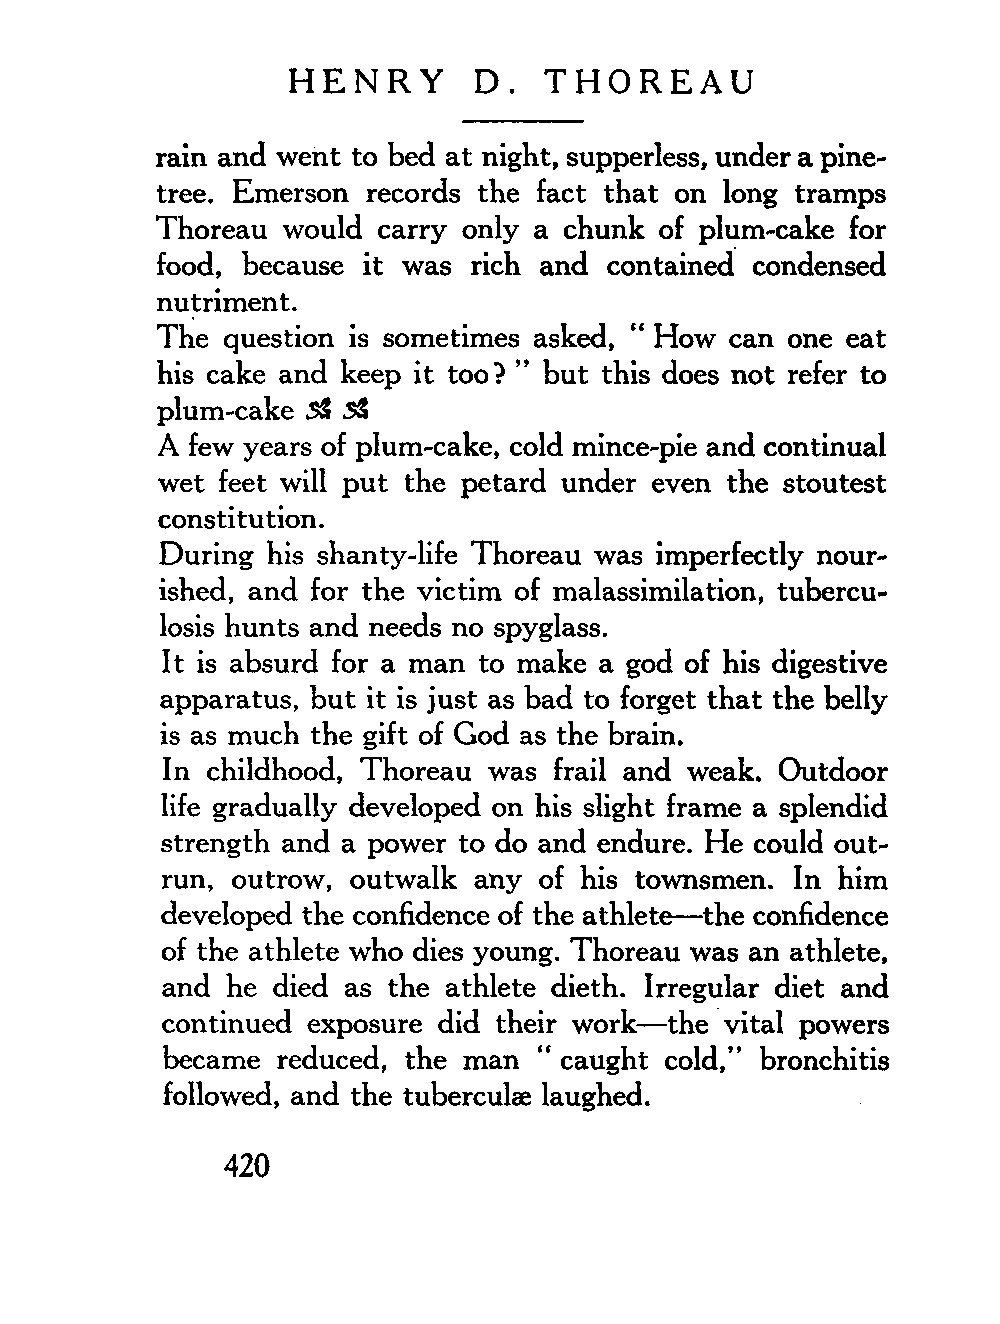 HENRY D. THOREAU
rain and went to bed at night, supperless, under a pine-
tree. Emerson records the fact that on long tramps
Thoreau would carry only a chunk of plum-cake for
food, because it was rich and contained condensed
nutriment.
The question is sometimes asked, “ How can one eat
his cake and keep it too? ” but this does not refer to
plum-cake
A few years of plum-cake, cold mince-pie and continual
wet feet will put the petard under even the stoutest
constitution.
During his shanty-life Thoreau was imperfectly nour-
ished, and for the victim of malassimilation, tubercu-
losis hunts and needs no spyglass.
It is absurd for a man to make a god of his digestive
apparatus, but it is just as bad to forget that the belly
is as much the gift of God as the brain.
In childhood, Thoreau was frail and weak. Outdoor
life gradually developed on his slight frame a splendid
strength and a power to do and endure. He could out-
run, outrow, outwalk any of his townsmen. In him
developed the confidence of the athlete—the confidence
of the athlete who dies young. Thoreau was an athlete,
and he died as the athlete dieth. Irregular diet and
continued exposure did their work—the vital powers
became reduced, the man “ caught cold,” bronchitis
followed, and the tuberculæ laughed.
420